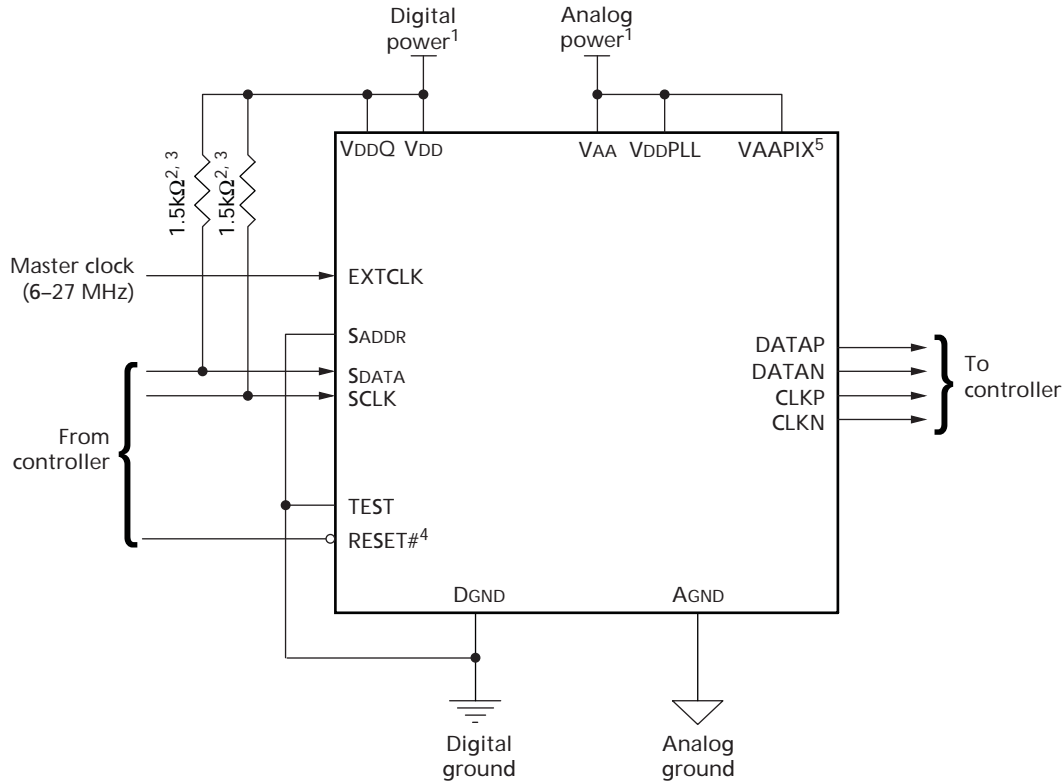 Digital
power1
Analog
power1
VDDQ VDD
VAA VDDPLL VAAPIX5
1.5kΩ2, 3
1.5kΩ2, 3
Master clock
(6–27 MHz)
EXTCLK
SADDR
SDATA
SCLK
From
controller
TEST
RESET#4
DATAP
DATAN
CLKP
CLKN
To
controller
DGND
AGND
Digital
ground
Analog
ground